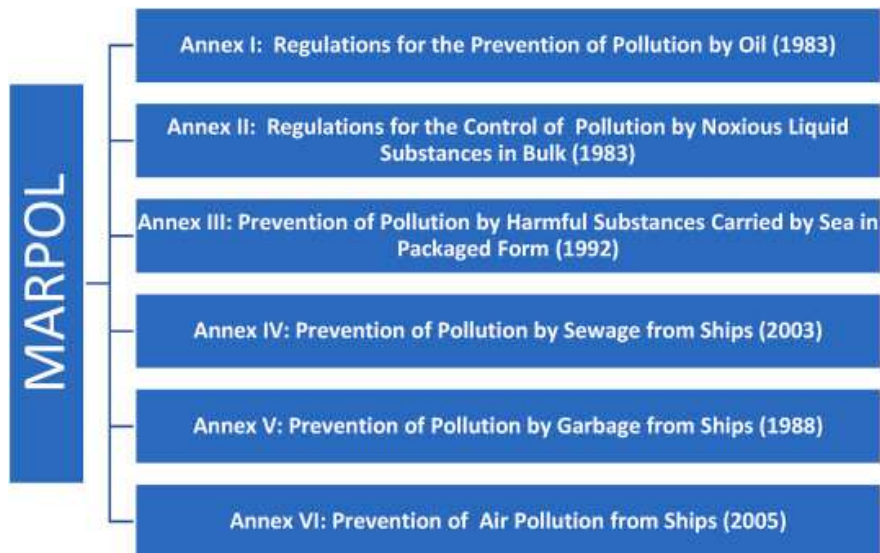 MARPOL
Annex I: Regulations for the Prevention of Pollution by Oil (1983)
Annex II: Regulations for the Control of Pollution by Noxious Liquid
Substances in Bulk (1983)
Annex III: Prevention of Pollution by Harmful Substances Carried by Sea in
Packaged Form (1992)
Annex IV: Prevention of Pollution by Sewage from Ships (2003)
Annex V: Prevention of Pollution by Garbage from Ships (1988)
Annex VI: Prevention of Air Pollution from Ships (2005)